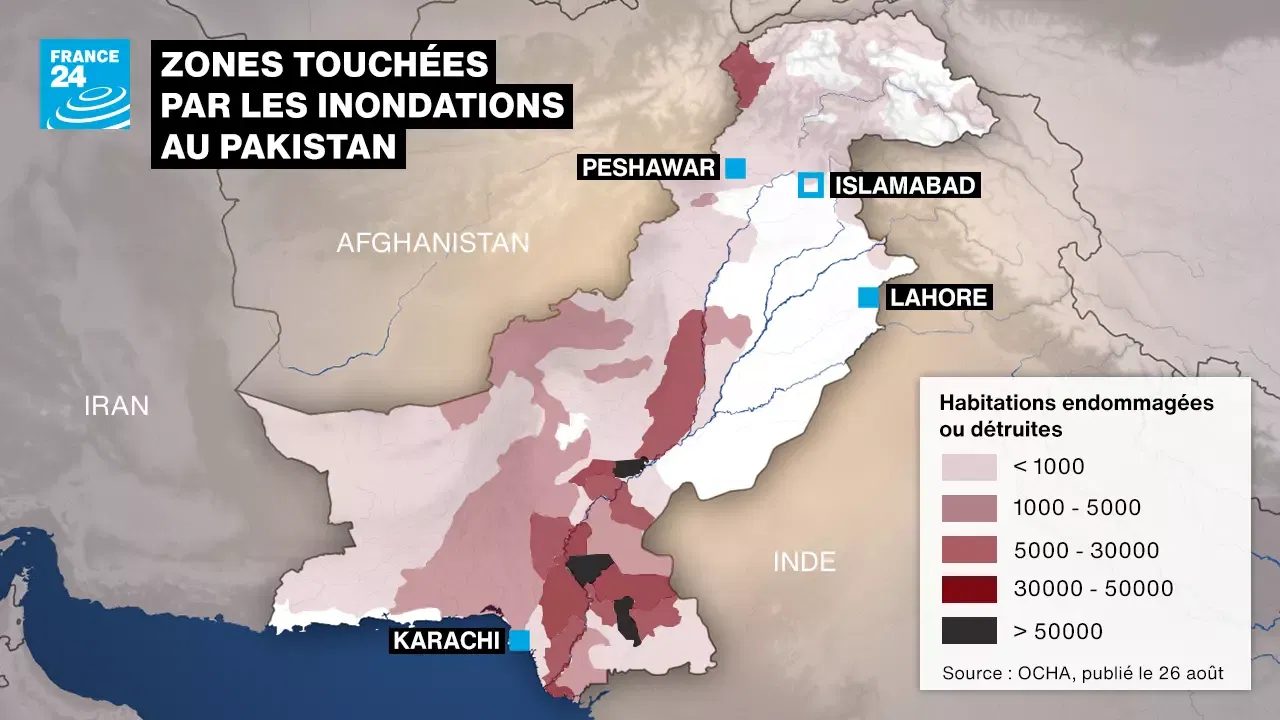 FRANCE
24
ZONES TOUCHÉES
PAR LES INONDATIONS
AU PAKISTAN
PESHAWAR
ISLAMABAD
AFGHANISTAN
LAHORE
IRAN
Habitations endommagées
ou détruites
< 1000
1000 - 5000
5000 - 30000
30000 - 50000
> 50000
Source : OCHA, publié le 26 août
INDE
KARACHI